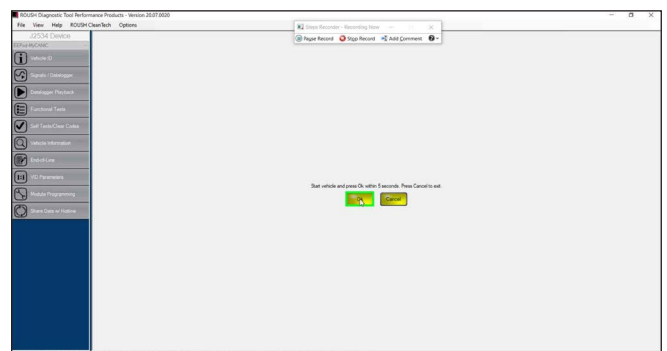 ROUSH Diagnostic Tool Performance Products - Version 20.07.0020
File View Help ROUSH CleanTech Options
Steps Recorder - Recording Now
Pause Record Stop Record Add Comment
J2534 Device
MyCANIC
Vehicle ID
Signals / Datalogger
Datalogger Playback
Functional Tests
Self Tests/Clear Codes
Vehicle Information
End-of-Line
VID Parameters
Module Programming
Share Data w/ Hotline
Start vehicle and press Ok within 5 seconds. Press Cancel to exit.
Ok Cancel